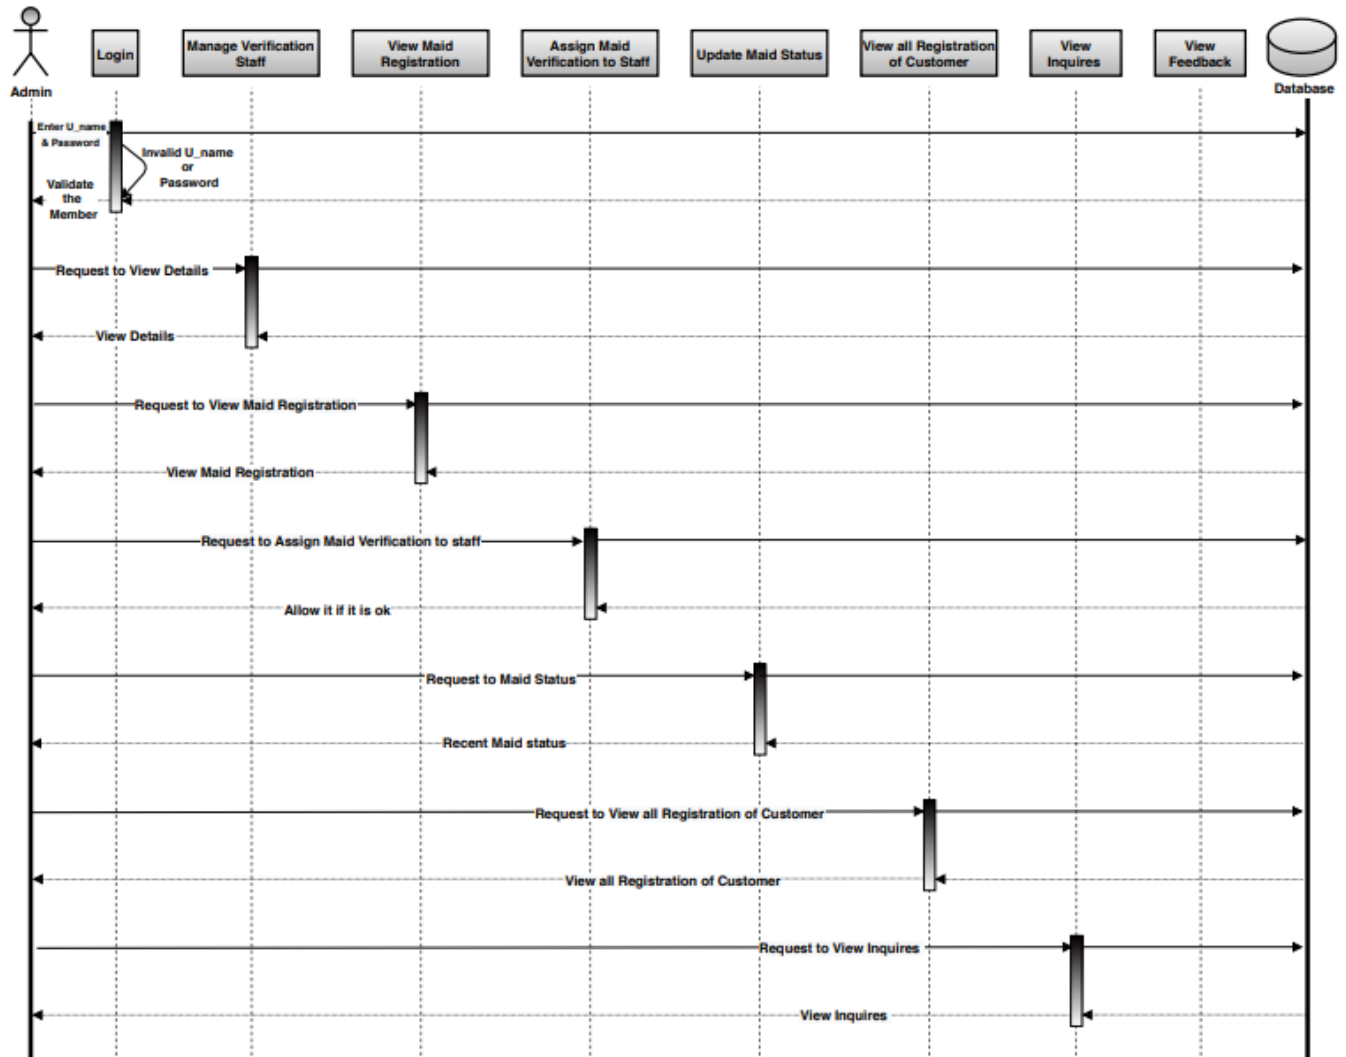 Admin
Login
Manage Verification
Staff
View Maid
Registration
Assign Maid
Verification to Staff
Update Maid Status
View all Registration
of Customer
View
Inquires
View
Feedback
Database
Enter U_name
& Password
Invalid U_name
or
Password
Validate
the
Member
Request to View Details
View Details
Request to View Maid Registration
View Maid Registration
Request to Assign Maid Verification to staff
Allow it if it is ok
Request to Maid Status
Recent Maid status
Request to View all Registration of Customer
View all Registration of Customer
Request to View Inquires
View Inquires